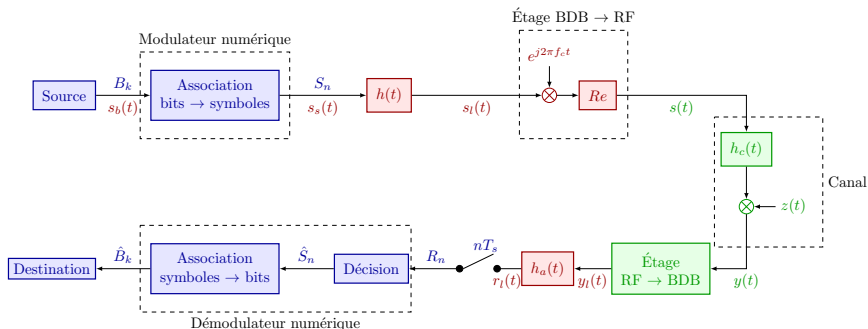 Étage BDB → RF
Modulateur numérique
e^{j2πf_ct}
Source
B_k
s_b(t)
Association
bits → symboles
S_n
s_s(t)
h(t)
s_l(t)
Re
s(t)
h_c(t)
Canal
z(t)
Destination
B̂_k
Association
symboles → bits
Ŝ_n
Décision
R_n
nT_s
r_l(t)
h_a(t)
y_l(t)
Étage
RF → BDB
y(t)
Démodulateur numérique